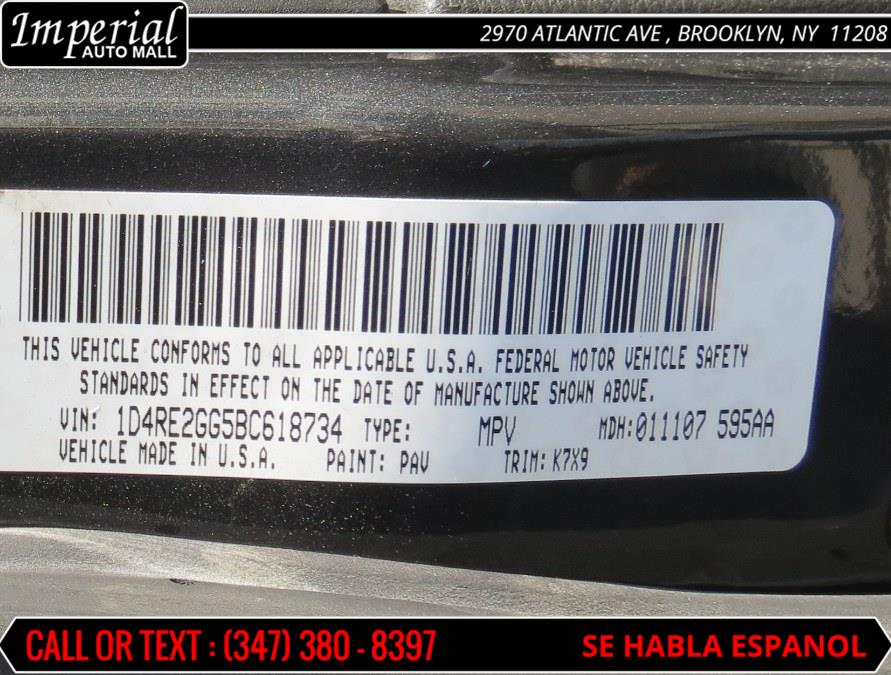 Imperial
AUTO MALL
2970 ATLANTIC AVE , BROOKLYN, NY 11208
THIS VEHICLE CONFORMS TO ALL APPLICABLE U.S.A. FEDERAL MOTOR VEHICLE SAFETY
STANDARDS IN EFFECT ON THE DATE OF MANUFACTURE SHOWN ABOVE.
VIN: 1D4RE2GG5BC618734 TYPE: MPV MDH:011107 595AA
VEHICLE MADE IN U.S.A. PAINT: PAV TRIM: K7X9
CALL OR TEXT : (347) 380 - 8397 SE HABLA ESPANOL